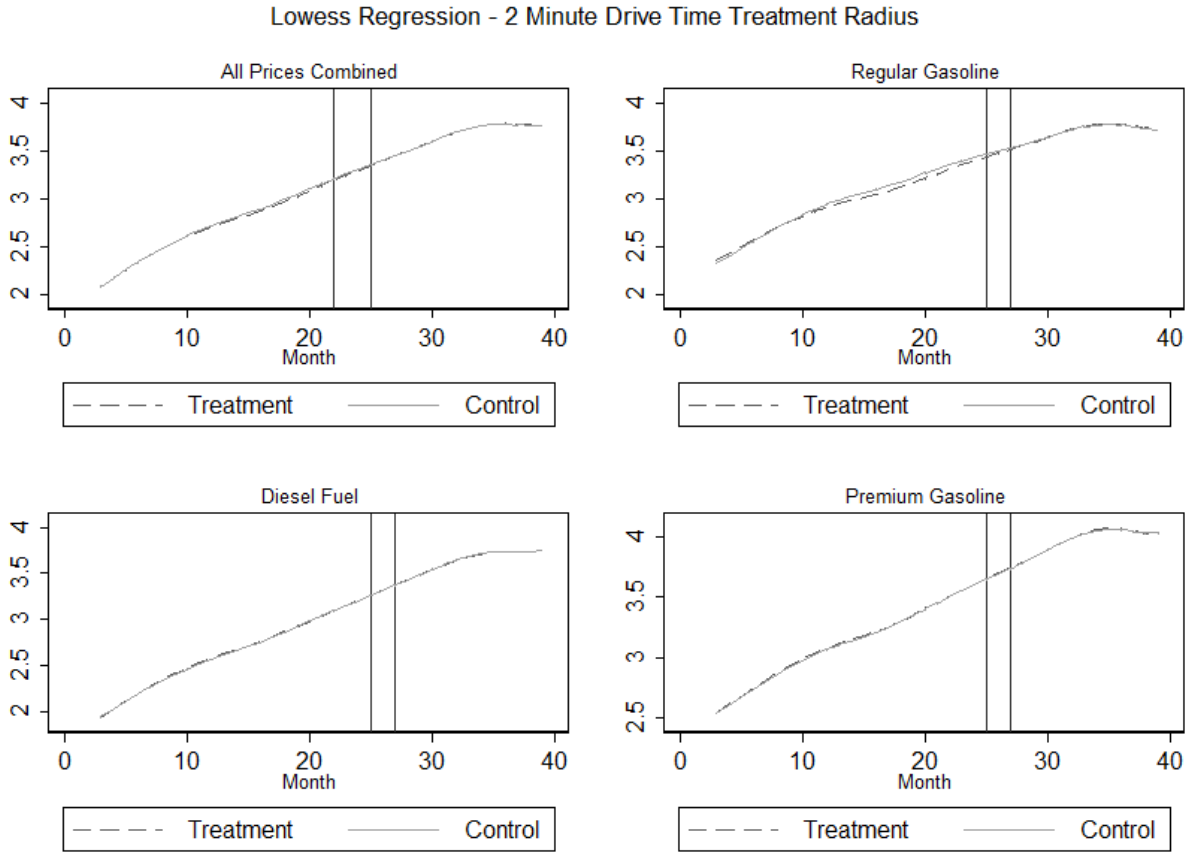 Lowess Regression - 2 Minute Drive Time Treatment Radius
All Prices Combined
4
3.5
3
2.5
2
0 10 20 30 40
Month
Treatment Control
Regular Gasoline
4
3.5
3
2.5
2
0 10 20 30 40
Month
Treatment Control
Diesel Fuel
4
3.5
3
2.5
2
0 10 20 30 40
Month
Treatment Control
Premium Gasoline
4
3.5
3
2.5
0 10 20 30 40
Month
Treatment Control